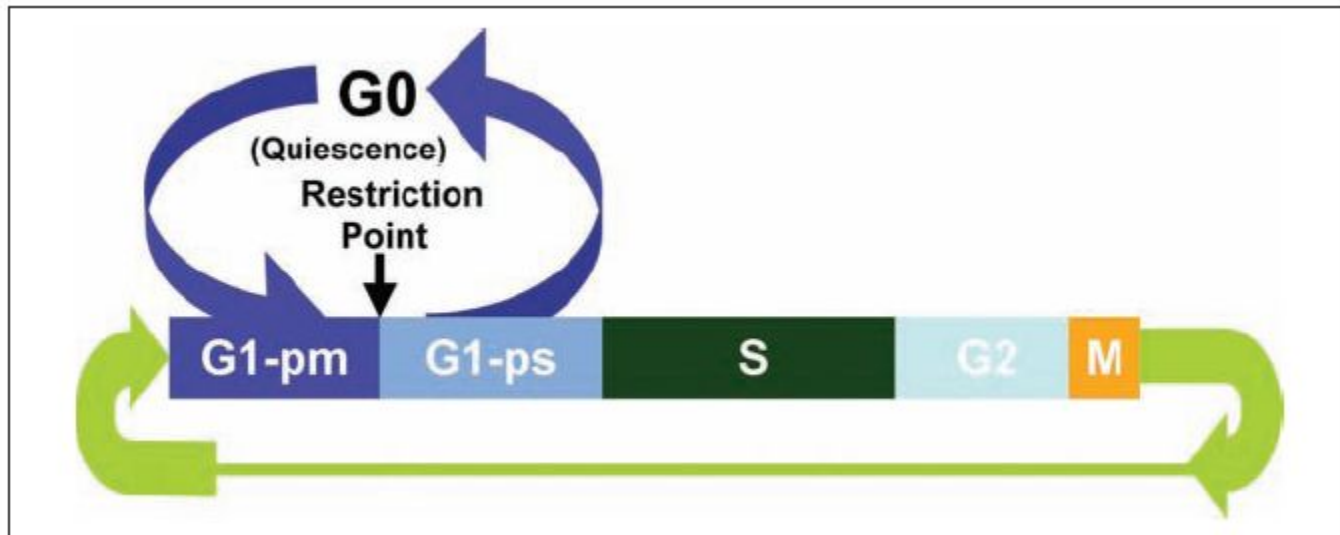 G0
(Quiescence)
Restriction
Point
G1-pm G1-ps S G2 M